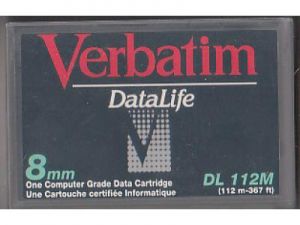 Verbatim
DataLife
8mm
DL 112M
One Computer Grade Data Cartridge
(112 m-367 ft)
Une Cartouche certifiée Informatique